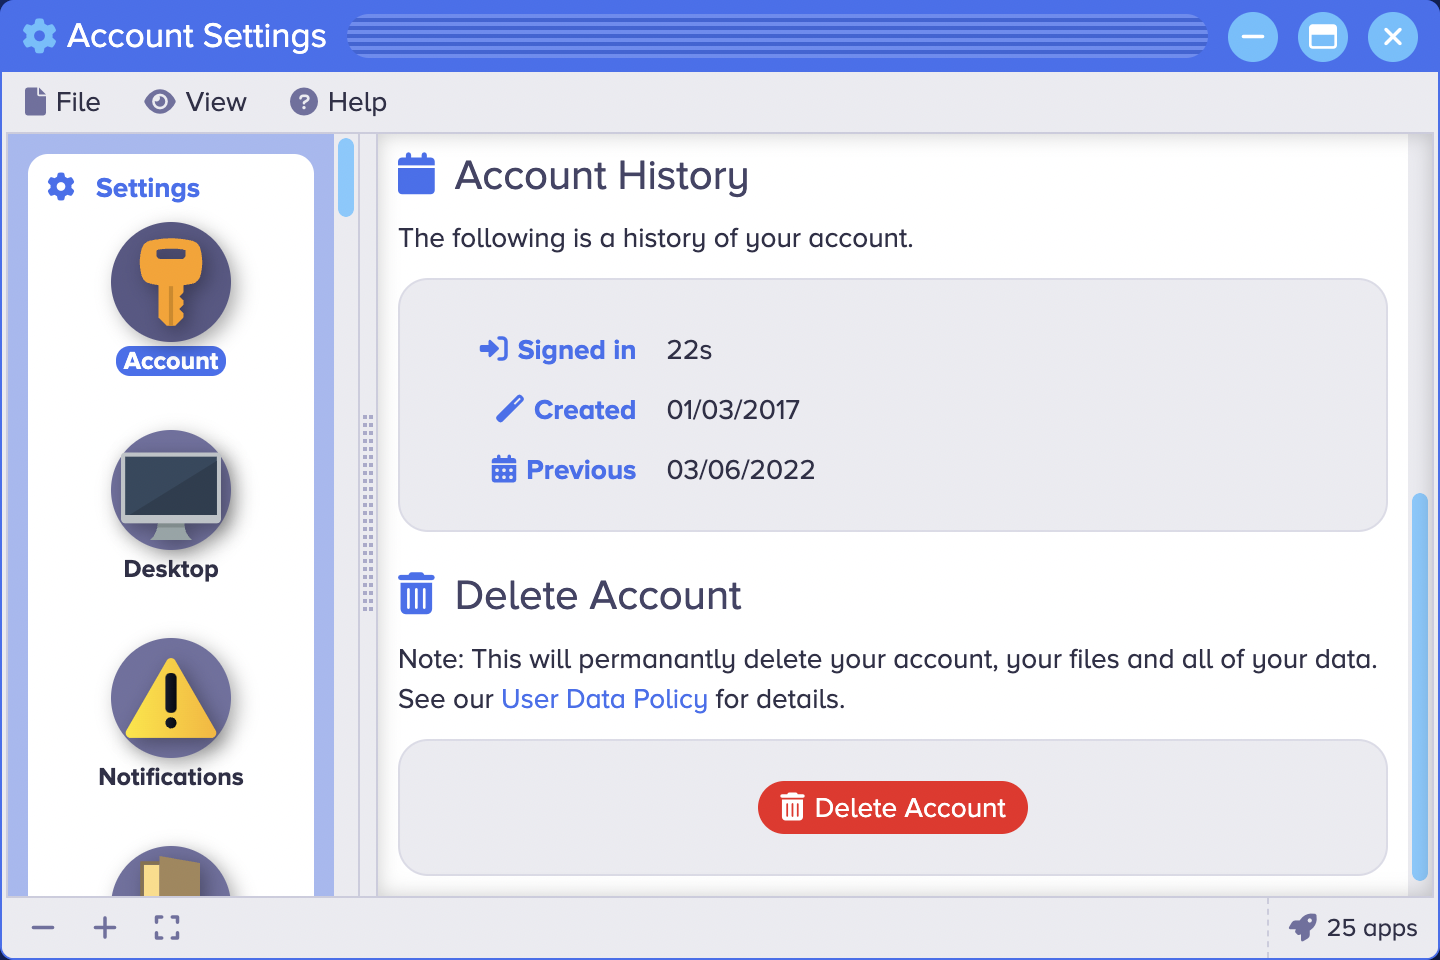 Account Settings
File View Help
Settings
Account
Desktop
Notifications
Account History
The following is a history of your account.
Signed in 22s
Created 01/03/2017
Previous 03/06/2022
Delete Account
Note: This will permanantly delete your account, your files and all of your data.
See our User Data Policy for details.
Delete Account
25 apps